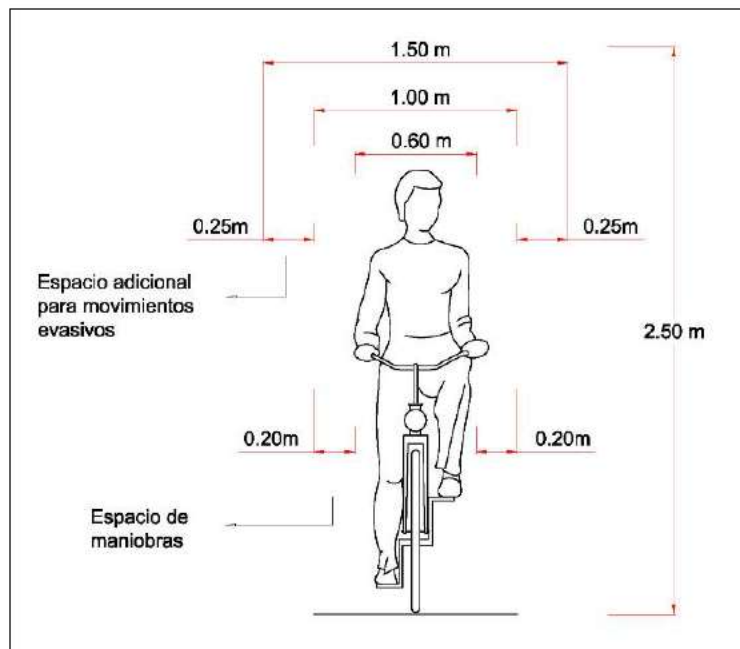 1.50 m
1.00 m
0.60 m
0.25m
0.25m
Espacio adicional
para movimientos
evasivos
2.50 m
0.20m
0.20m
Espacio de
maniobras